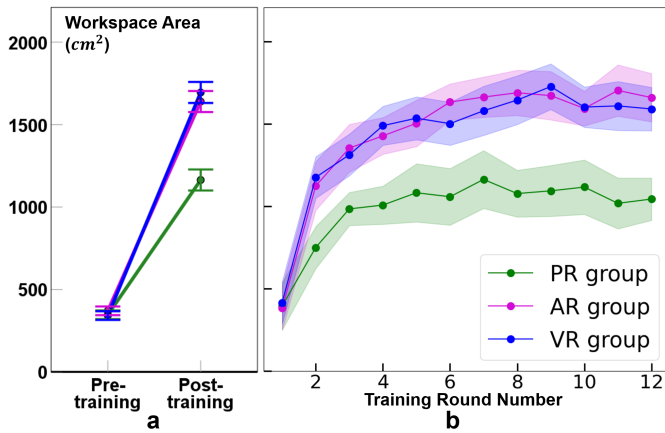 Workspace Area
(cm²)
2000
1500
1000
500
0
Pre-
training
Post-
training
a
PR group
AR group
VR group
2 4 6 8 10 12
Training Round Number
b